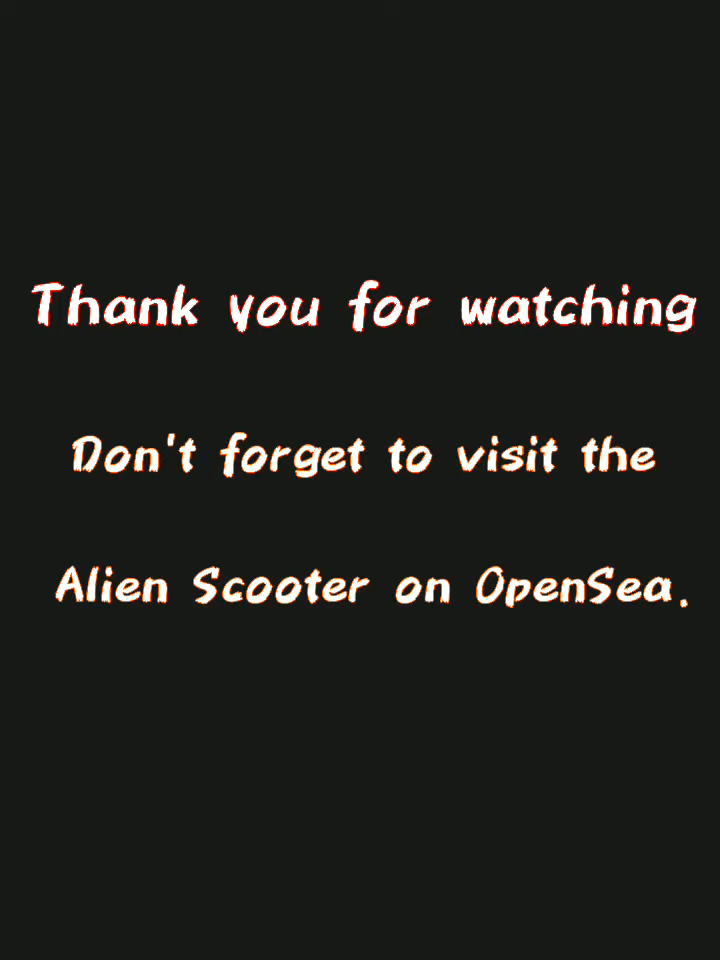 Thank you for watching
Don't forget to visit the
Alien Scooter on OpenSea.